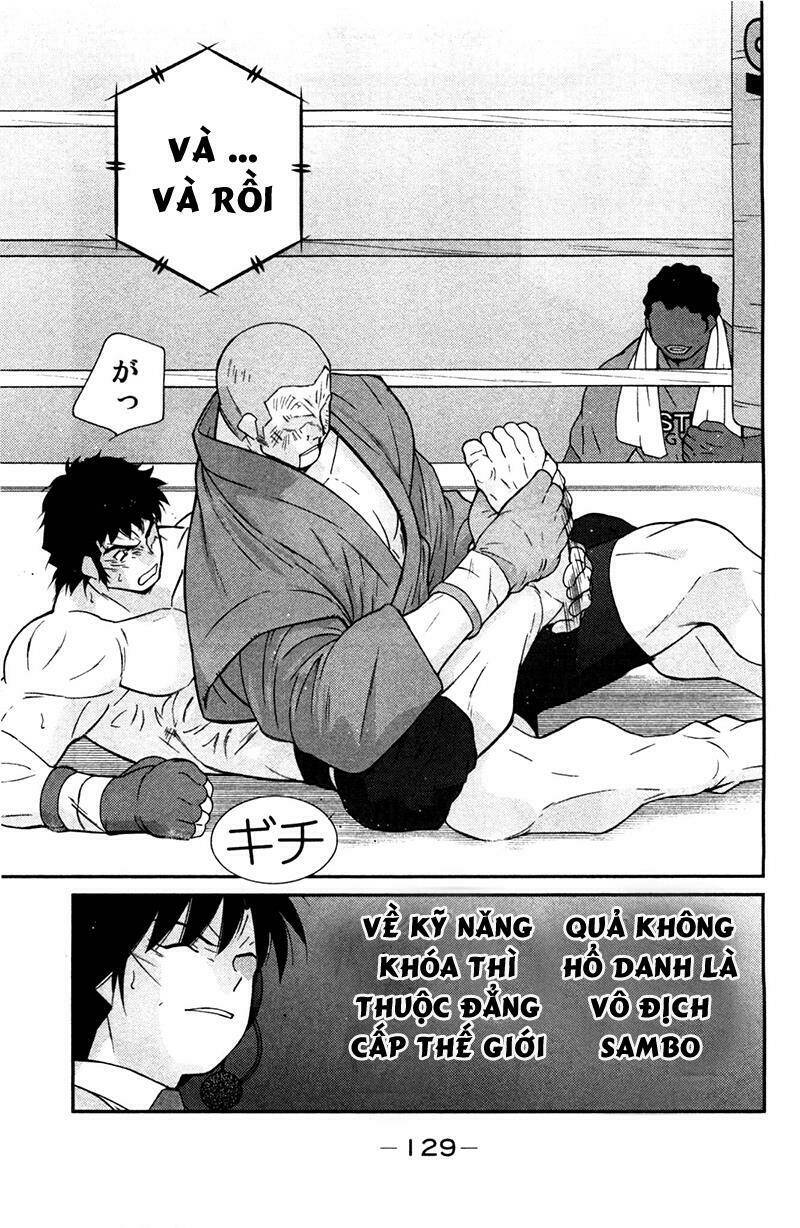 VÀ ...
VÀ RỒI
がっ
ST
G
ギチ
QUẢ KHÔNG
HỔ DANH LÀ
VÔ ĐỊCH
SAMBO
VỀ KỸ NĂNG
KHÓA THÌ
THUỘC ĐẲNG
CẤP THẾ GIỚI
—129—